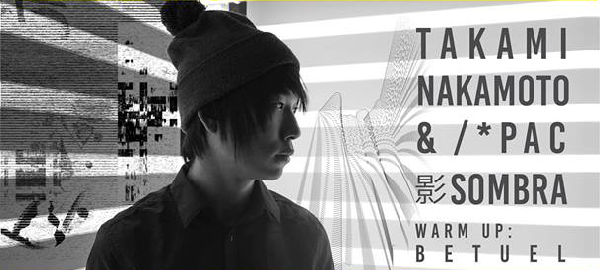 TAKAMI
NAKAMOTO
& /*PAC
影SOMBRA
WARM UP:
BETUEL